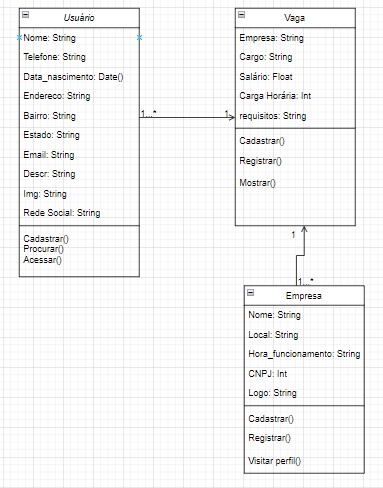 Usuário
Nome: String
Telefone: String
Data_nascimento: Date()
Endereco: String
Bairro: String
Estado: String
Email: String
Descr: String
Img: String
Rede Social: String
Cadastrar()
Procurar()
Acessar()
1...*
1
Vaga
Empresa: String
Cargo: String
Salário: Float
Carga Horária: Int
requisitos: String
Cadastrar()
Registrar()
Mostrar()
1
1...*
Empresa
Nome: String
Local: String
Hora_funcionamento: String
CNPJ: Int
Logo: String
Cadastrar()
Registrar()
Visitar perfil()